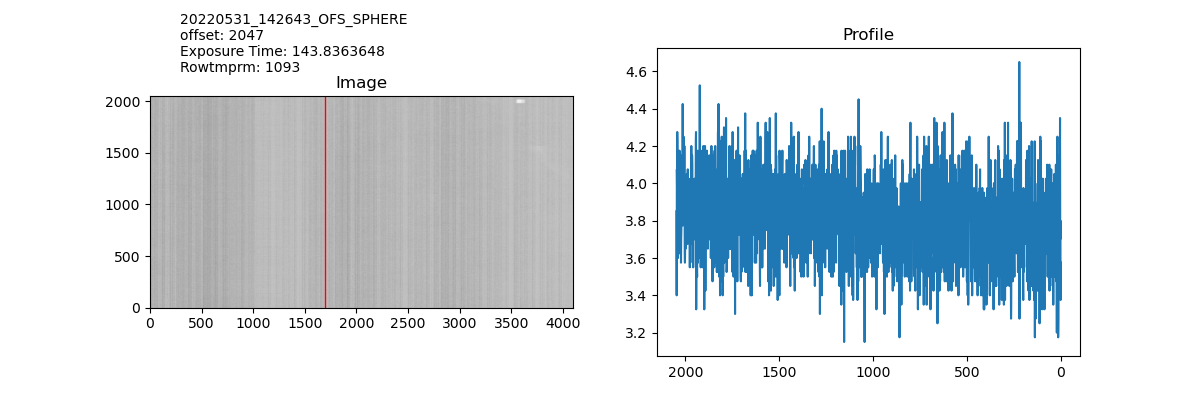 20220531_142643_OFS_SPHERE
offset: 2047
Exposure Time: 143.8363648
Rowtmprm: 1093
Image
2000
1500
1000
500
0
0 500 1000 1500 2000 2500 3000 3500 4000
Profile
4.6
4.4
4.2
4.0
3.8
3.6
3.4
3.2
2000 1500 1000 500 0